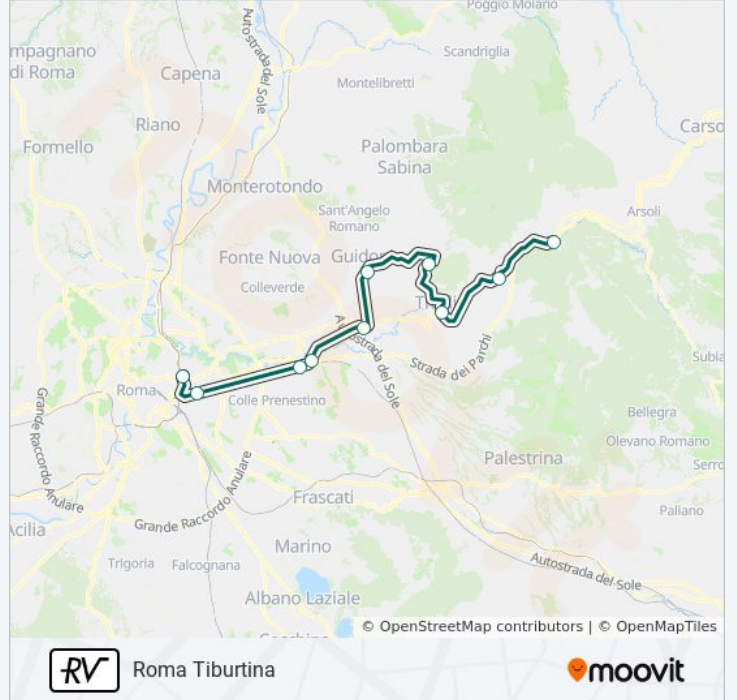 Poggio Moiano
Autostrada del Sole
mpagnano
di Roma
Scandriglia
Capena
Montelibretti
Riano
Carso
Formello
Palombara
Sabina
Monterotondo
Sant'Angelo
Romano
Arsoli
Fonte Nuova
Guido
Colleverde
T
Autostrada del Sole
Strada dei Parchi
Subia
Roma
Colle Prenestino
Grande Raccordo Anulare
Bellegra
Olevano Romano
Palestrina
Serro
Grande Raccordo Anulare
Frascati
Paliano
Acilia
Marino
Trigoria
Falcognana
Autostrada del Sole
Albano Laziale
© OpenStreetMap contributors | © OpenMapTiles
RV
Roma Tiburtina
moovit